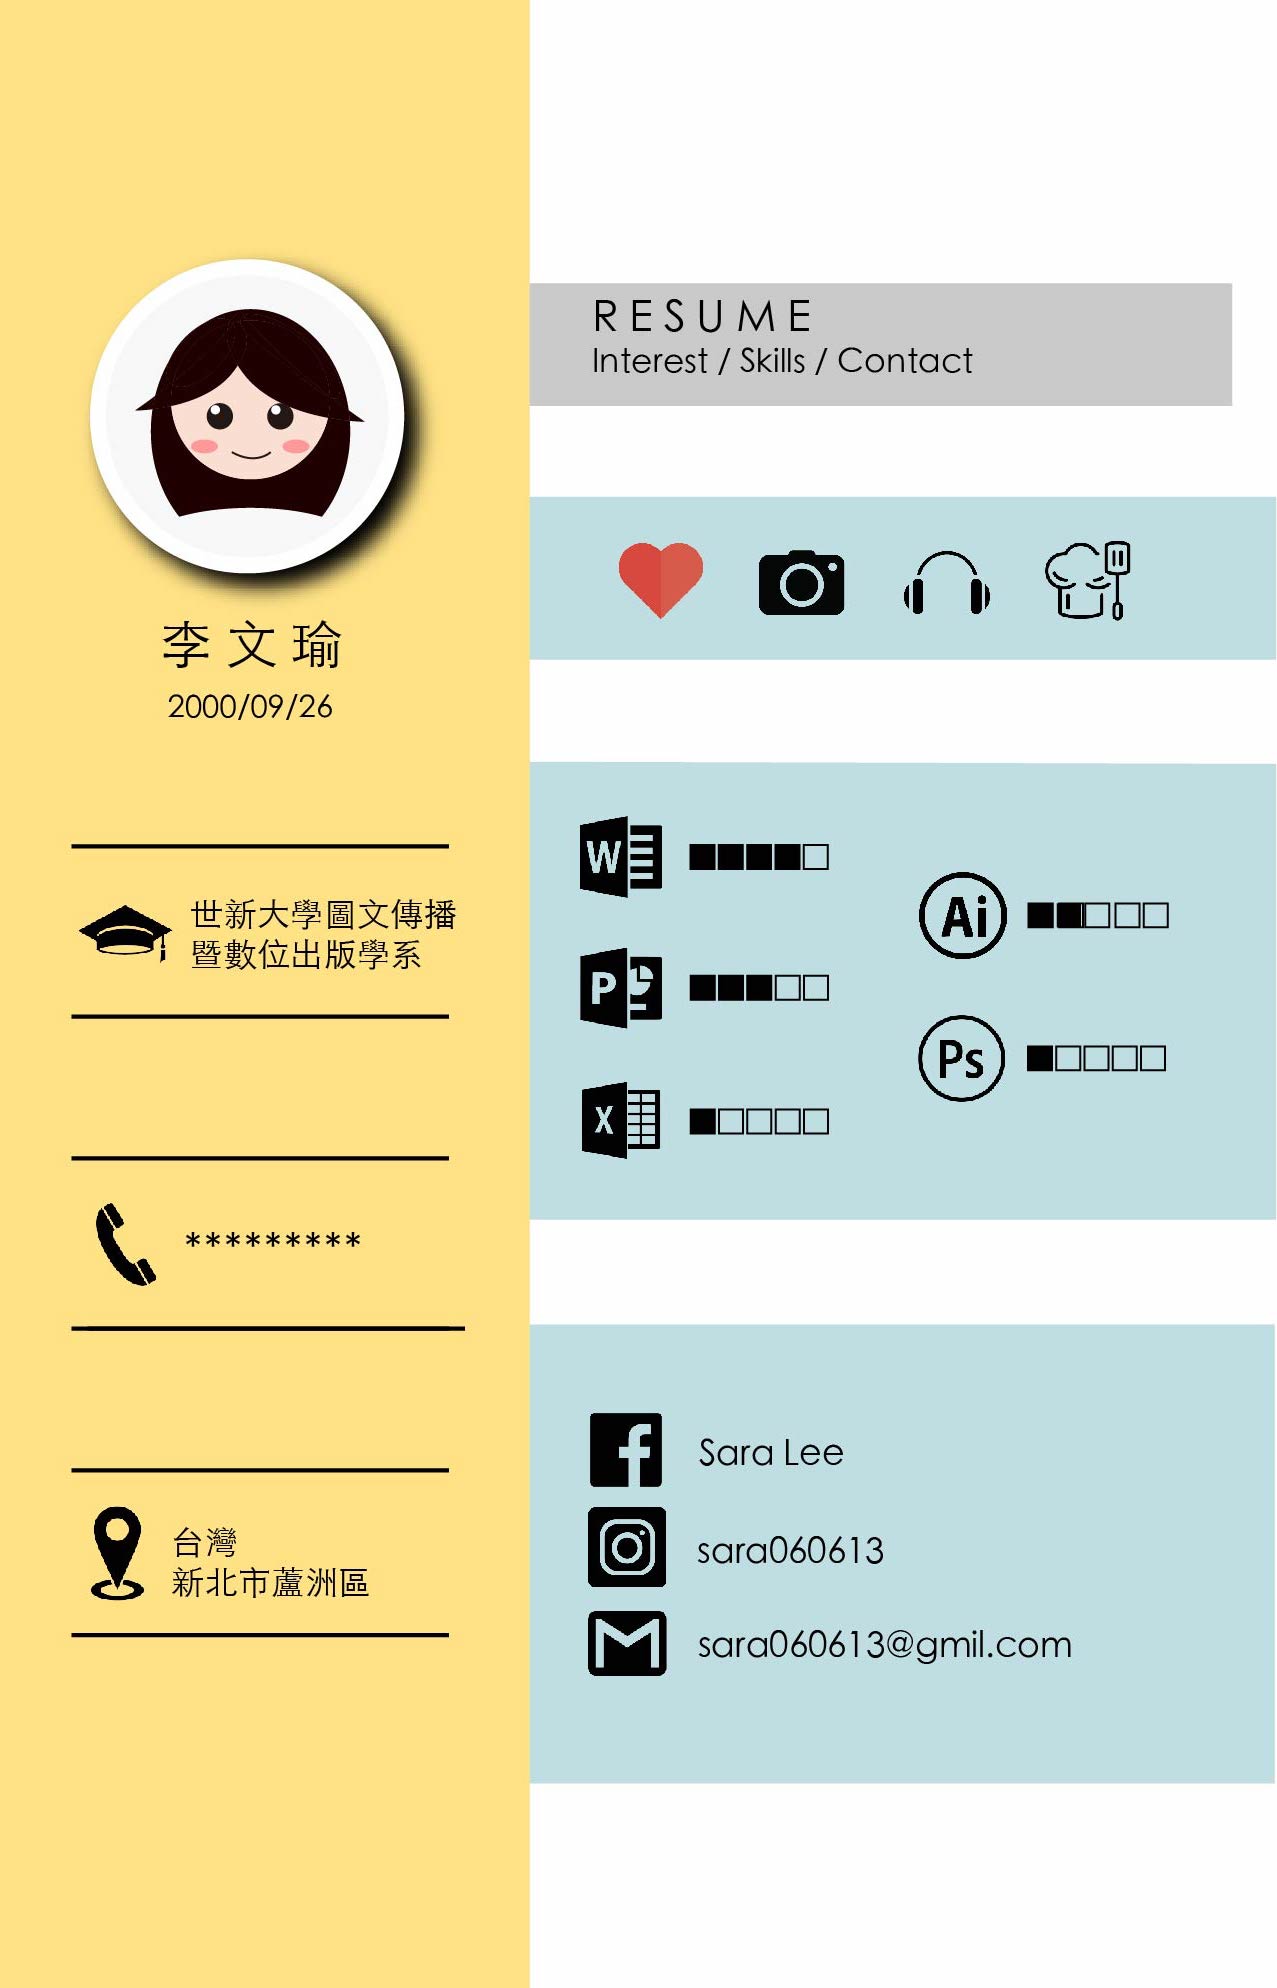 李文瑜
2000/09/26
世新大學圖文傳播
暨數位出版學系
*********
台灣
新北市蘆洲區
RESUME
Interest / Skills / Contact
W
P
X
Ai
Ps
Sara Lee
sara060613
sara060613@gmil.com